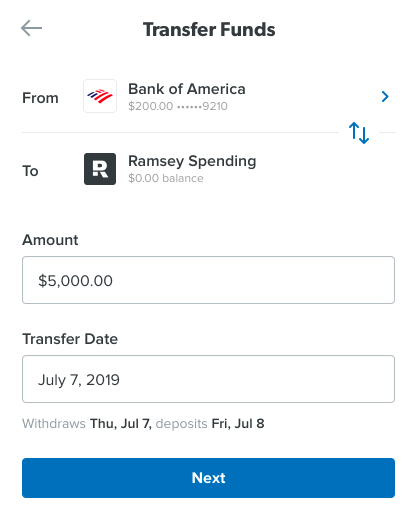 Transfer Funds
From
Bank of America
$200.00 ••••••9210
To
R
Ramsey Spending
$0.00 balance
Amount
$5,000.00
Transfer Date
July 7, 2019
Withdraws Thu, Jul 7, deposits Fri, Jul 8
Next